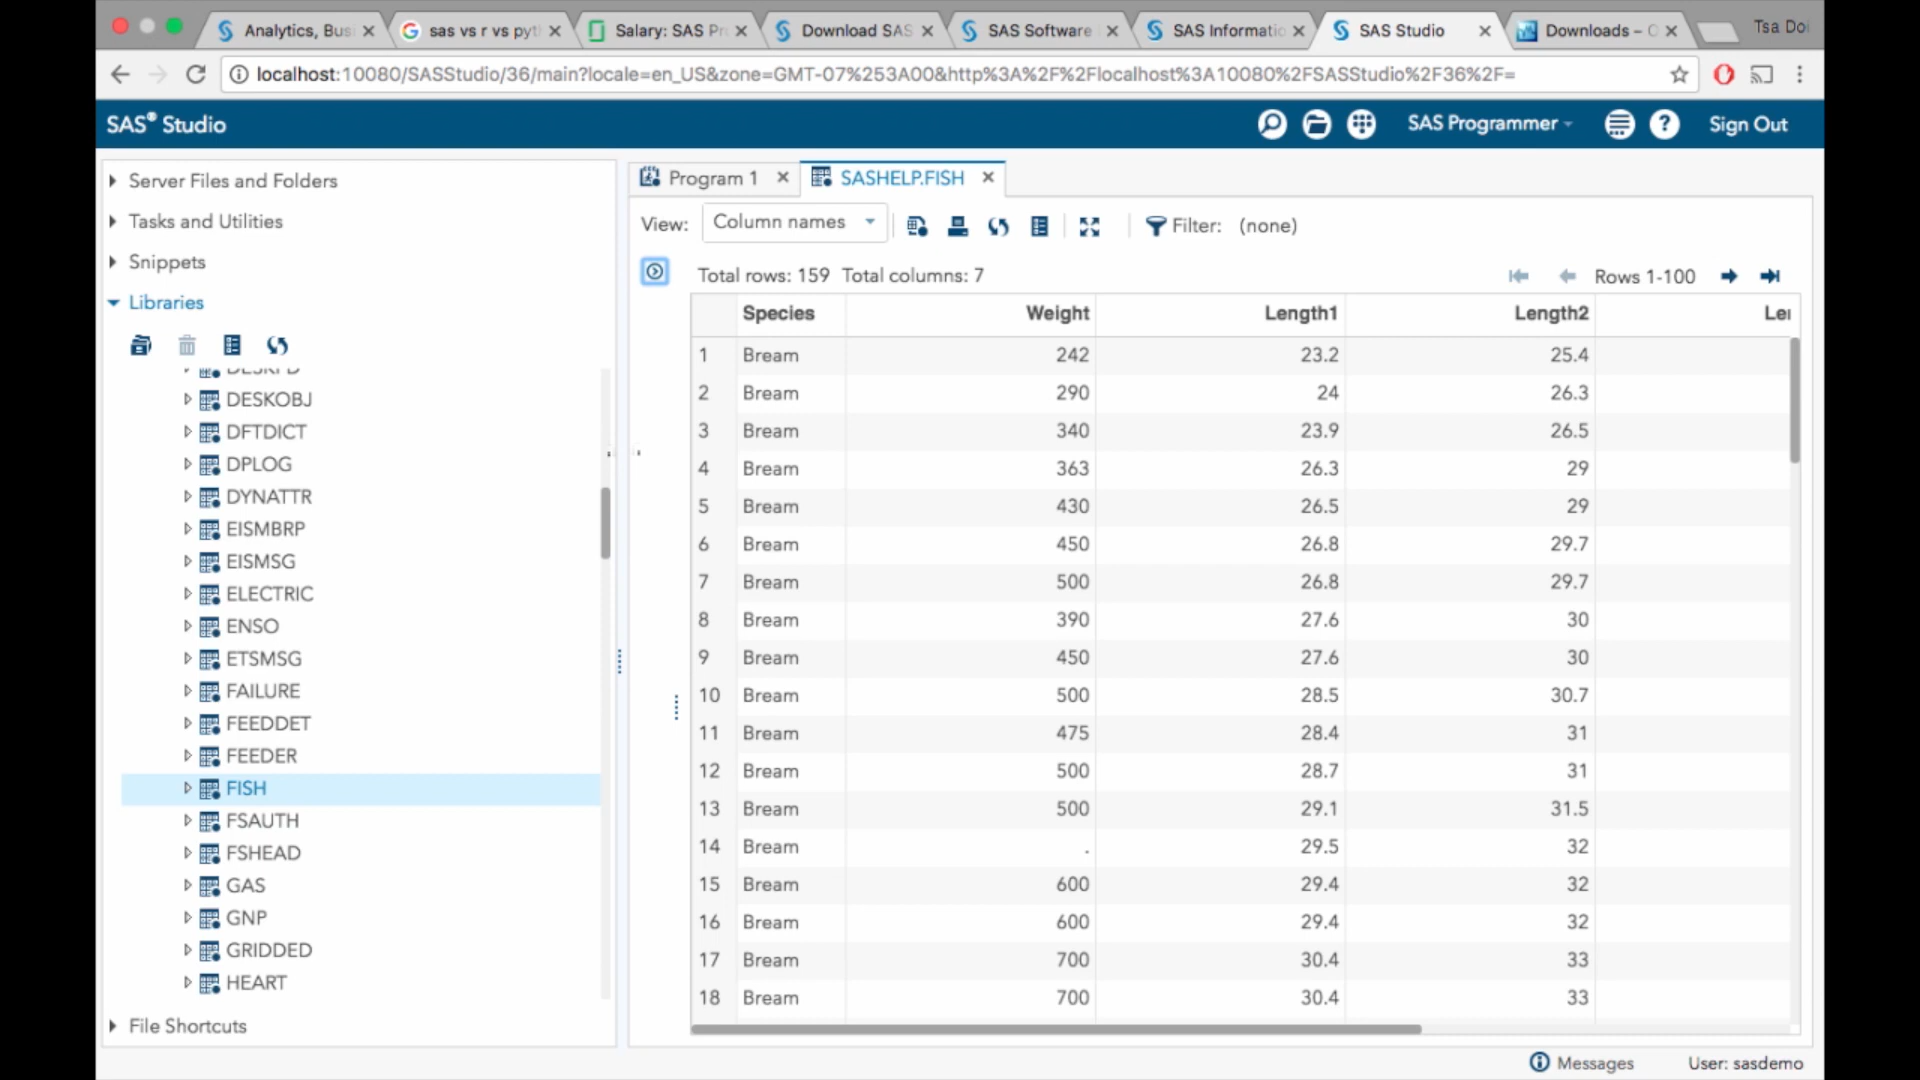 Analytics, Bus
sas vs r vs pyt
Salary: SAS Pr
Download SAS
SAS Software
SAS Informatio
SAS Studio
Downloads – O
Tsa Doi
localhost:10080/SASStudio/36/main?locale=en_US&zone=GMT-07%253A00&http%3A%2F%2Flocalhost%3A10080%2FSASStudio%2F36%2F=
SAS® Studio
SAS Programmer
Sign Out
Server Files and Folders
Tasks and Utilities
Snippets
Libraries
DESKOBJ
DFTDICT
DPLOG
DYNATTR
EISMBRP
EISMSG
ELECTRIC
ENSO
ETSMSG
FAILURE
FEEDDET
FEEDER
FISH
FSAUTH
FSHEAD
GAS
GNP
GRIDDED
HEART
File Shortcuts
Program 1
SASHELP.FISH
View: Column names
Filter: (none)
Total rows: 159 Total columns: 7
Rows 1-100
Species Weight Length1 Length2 Le
1 Bream 242 23.2 25.4
2 Bream 290 24 26.3
3 Bream 340 23.9 26.5
4 Bream 363 26.3 29
5 Bream 430 26.5 29
6 Bream 450 26.8 29.7
7 Bream 500 26.8 29.7
8 Bream 390 27.6 30
9 Bream 450 27.6 30
10 Bream 500 28.5 30.7
11 Bream 475 28.4 31
12 Bream 500 28.7 31
13 Bream 500 29.1 31.5
14 Bream . 29.5 32
15 Bream 600 29.4 32
16 Bream 600 29.4 32
17 Bream 700 30.4 33
18 Bream 700 30.4 33
Messages
User: sasdemo